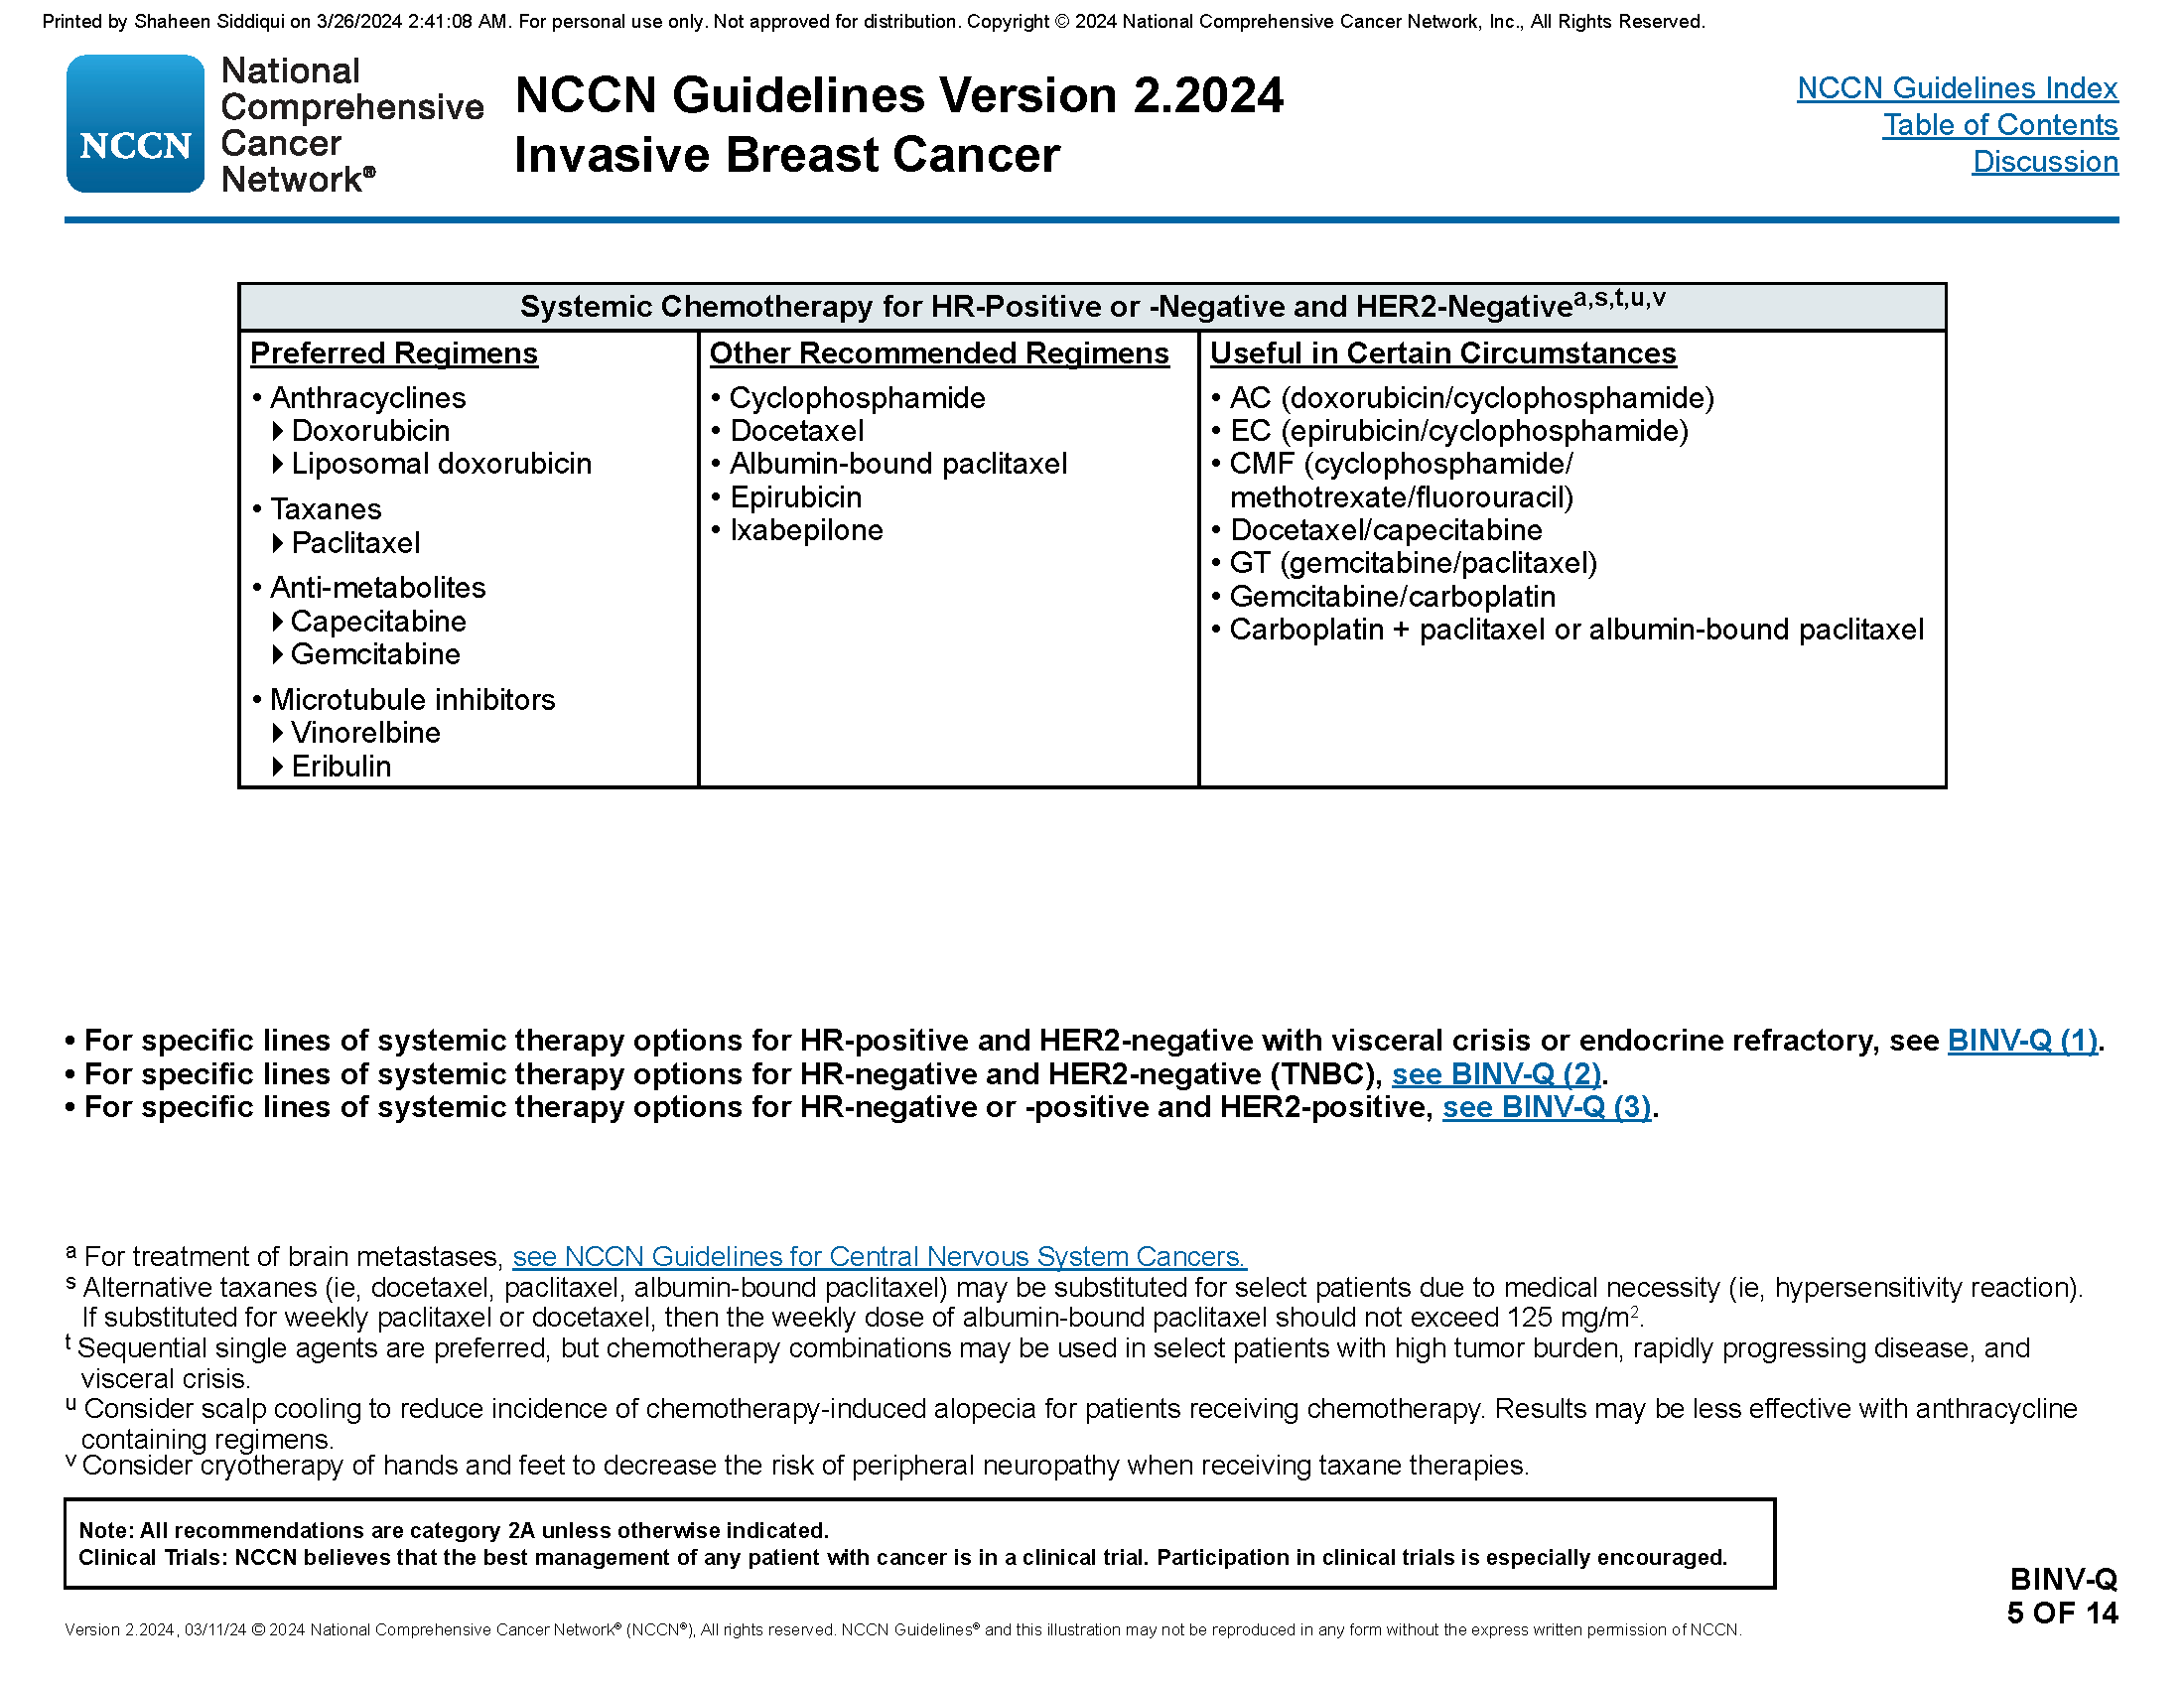 Printed by Shaheen Siddiqui on 3/26/2024 2:41:08 AM. For personal use only. Not approved for distribution. Copyright © 2024 National Comprehensive Cancer Network, Inc., All Rights Reserved.
NCCN
National
Comprehensive
Cancer
Network®
NCCN Guidelines Version 2.2024
Invasive Breast Cancer
NCCN Guidelines Index
Table of Contents
Discussion
Systemic Chemotherapy for HR-Positive or -Negative and HER2-Negativea,s,t,u,v
Preferred Regimens
• Anthracyclines
▸ Doxorubicin
▸ Liposomal doxorubicin
• Taxanes
▸ Paclitaxel
• Anti-metabolites
▸ Capecitabine
▸ Gemcitabine
• Microtubule inhibitors
▸ Vinorelbine
▸ Eribulin
Other Recommended Regimens
• Cyclophosphamide
• Docetaxel
• Albumin-bound paclitaxel
• Epirubicin
• Ixabepilone
Useful in Certain Circumstances
• AC (doxorubicin/cyclophosphamide)
• EC (epirubicin/cyclophosphamide)
• CMF (cyclophosphamide/
methotrexate/fluorouracil)
• Docetaxel/capecitabine
• GT (gemcitabine/paclitaxel)
• Gemcitabine/carboplatin
• Carboplatin + paclitaxel or albumin-bound paclitaxel
• For specific lines of systemic therapy options for HR-positive and HER2-negative with visceral crisis or endocrine refractory, see BINV-Q (1).
• For specific lines of systemic therapy options for HR-negative and HER2-negative (TNBC), see BINV-Q (2).
• For specific lines of systemic therapy options for HR-negative or -positive and HER2-positive, see BINV-Q (3).
a For treatment of brain metastases, see NCCN Guidelines for Central Nervous System Cancers.
s Alternative taxanes (ie, docetaxel, paclitaxel, albumin-bound paclitaxel) may be substituted for select patients due to medical necessity (ie, hypersensitivity reaction).
If substituted for weekly paclitaxel or docetaxel, then the weekly dose of albumin-bound paclitaxel should not exceed 125 mg/m².
t Sequential single agents are preferred, but chemotherapy combinations may be used in select patients with high tumor burden, rapidly progressing disease, and
visceral crisis.
u Consider scalp cooling to reduce incidence of chemotherapy-induced alopecia for patients receiving chemotherapy. Results may be less effective with anthracycline
containing regimens.
v Consider cryotherapy of hands and feet to decrease the risk of peripheral neuropathy when receiving taxane therapies.
Note: All recommendations are category 2A unless otherwise indicated.
Clinical Trials: NCCN believes that the best management of any patient with cancer is in a clinical trial. Participation in clinical trials is especially encouraged.
BINV-Q
5 OF 14
Version 2.2024, 03/11/24 © 2024 National Comprehensive Cancer Network® (NCCN®), All rights reserved. NCCN Guidelines® and this illustration may not be reproduced in any form without the express written permission of NCCN.